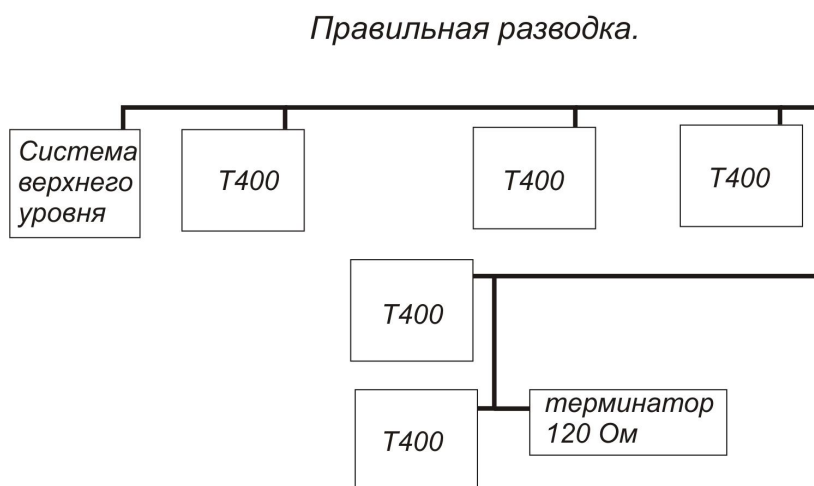 Правильная разводка.
Система
верхнего
уровня
Т400
Т400
Т400
Т400
Т400
терминатор
120 Ом